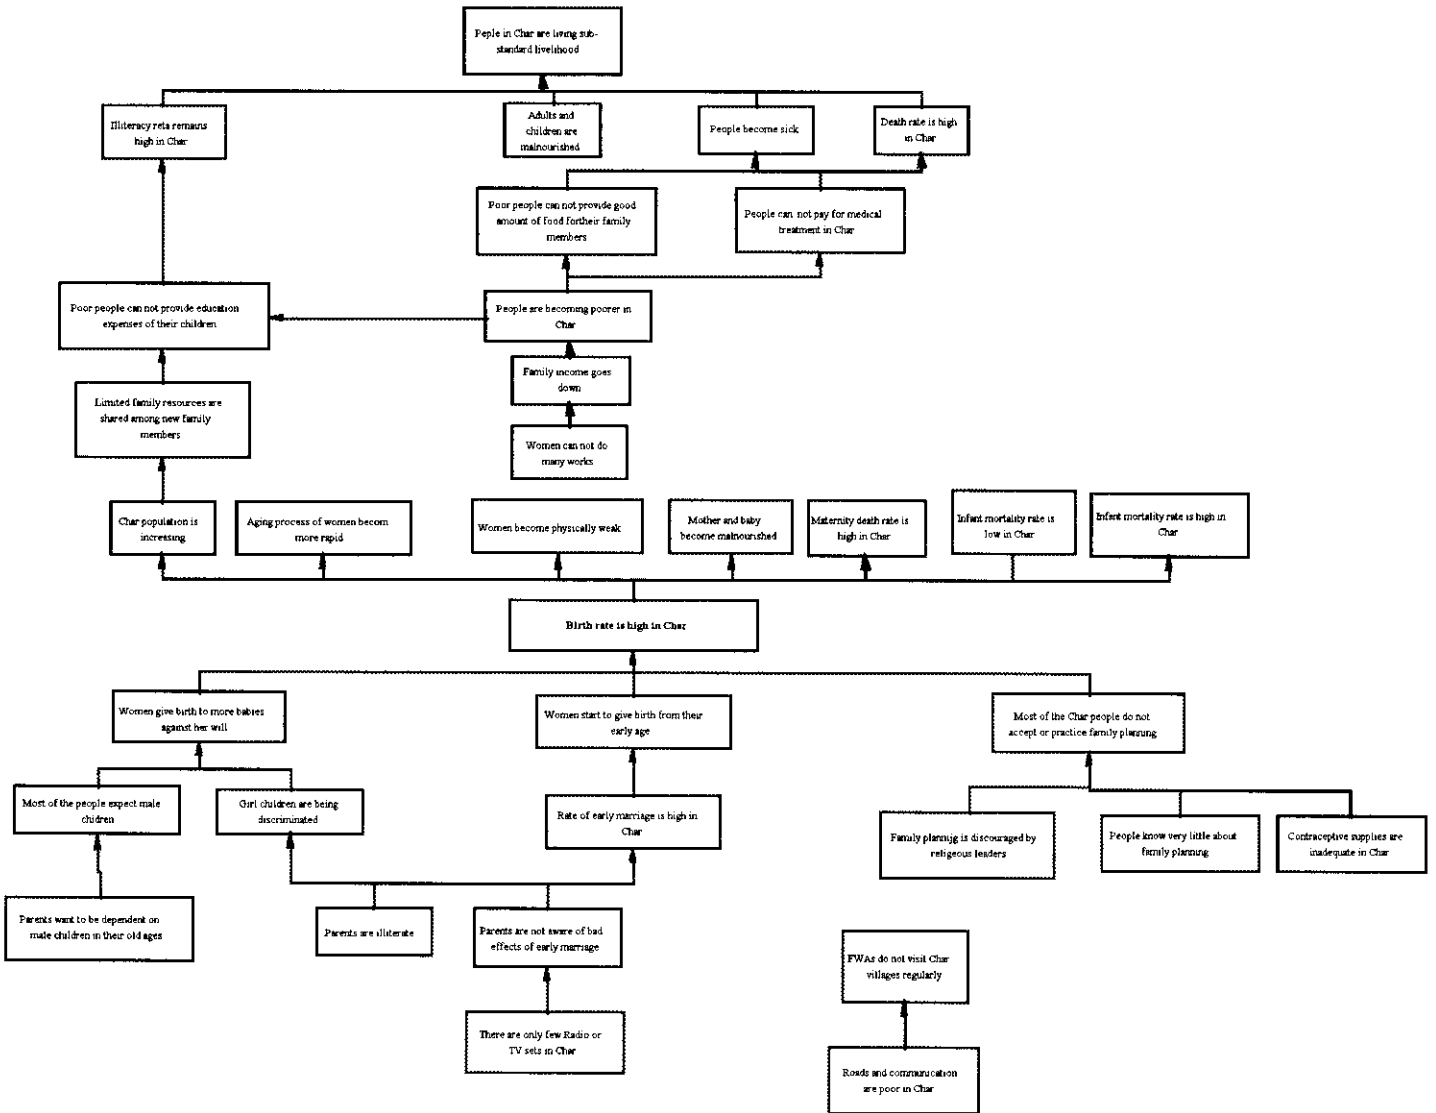 Peple in Char are living sub-
standard livelihood
Illiteracy reta remains
high in Char
Adults and
children are
malnourished
People become sick
Death rate is high
in Char
Poor people can not provide good
amount of food fortheir family
members
People can not pay for medical
treatment in Char
Poor people can not provide education
expenses of their children
People are becoming poorer in
Char
Family income goes
down
Limited family resources are
shared among new family
members
Women can not do
many works
Char population is
increasing
Aging process of women becom
more rapid
Women become physically weak
Mother and baby
become malnourished
Maternity death rate is
high in Char
Infant mortality rate is
low in Char
Infant mortality rate is high in
Char
Birth rate is high in Char
Women give birth to more babies
against her will
Women start to give birth from their
early age
Most of the Char people do not
accept or practice family planning
Most of the people expect male
chidren
Girl children are being
discriminated
Rate of early marriage is high in
Char
Family plannijg is discouraged by
religeous leaders
People know very little about
family planning
Contraceptive supplies are
inadequate in Char
Parents want to be dependent on
male children in their old ages
Parents are illiterate
Parents are not aware of bad
effects of early marriage
FWAs do not visit Char
villages regularly
There are only few Radio or
TV sets in Char
Roads and communication
are poor in Char